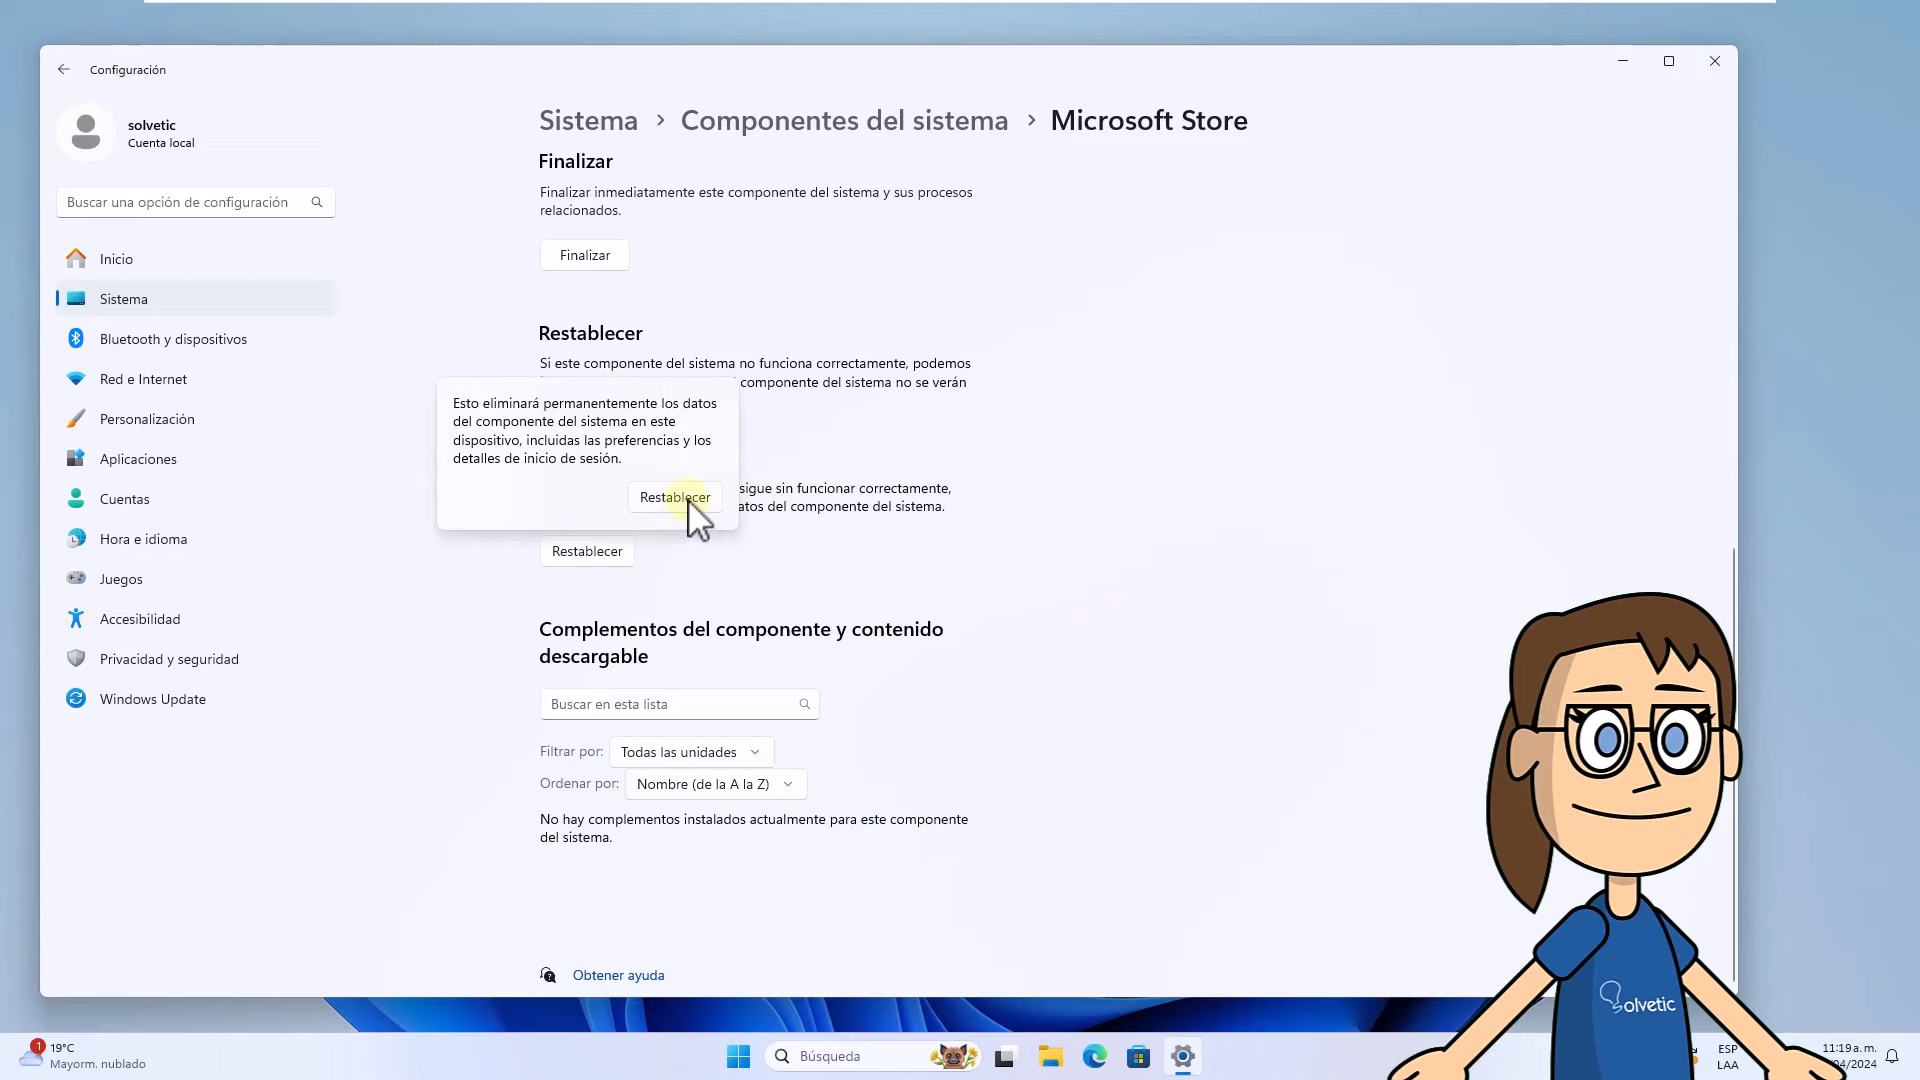 Configuración
solvetic
Cuenta local
Buscar una opción de configuración
Inicio
Sistema
Bluetooth y dispositivos
Red e Internet
Personalización
Aplicaciones
Cuentas
Hora e idioma
Juegos
Accesibilidad
Privacidad y seguridad
Windows Update
Sistema > Componentes del sistema > Microsoft Store
Finalizar
Finalizar inmediatamente este componente del sistema y sus procesos
relacionados.
Finalizar
Restablecer
Si este componente del sistema no funciona correctamente, podemos
componente del sistema no se verán
Esto eliminará permanentemente los datos
del componente del sistema en este
dispositivo, incluidas las preferencias y los
detalles de inicio de sesión.
Restablecer
sigue sin funcionar correctamente,
atos del componente del sistema.
Restablecer
Complementos del componente y contenido
descargable
Buscar en esta lista
Filtrar por: Todas las unidades
Ordenar por: Nombre (de la A la Z)
No hay complementos instalados actualmente para este componente
del sistema.
Obtener ayuda
Solvetic
1
19°C
Mayorm. nublado
Búsqueda
ESP
LAA
11:19 a. m.
/04/2024